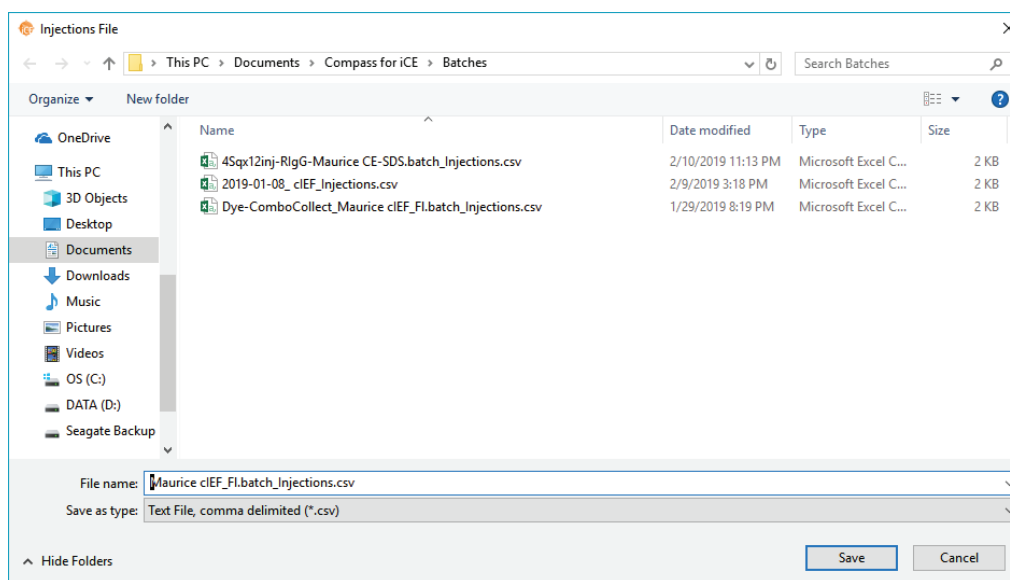 Injections File
This PC > Documents > Compass for iCE > Batches
Search Batches
Organize
New folder
OneDrive
This PC
3D Objects
Desktop
Documents
Downloads
Music
Pictures
Videos
OS (C:)
DATA (D:)
Seagate Backup
Name Date modified Type Size
4Sqx12inj-RIgG-Maurice CE-SDS.batch_Injections.csv 2/10/2019 11:13 PM Microsoft Excel C... 2 KB
2019-01-08_ cIEF_Injections.csv 2/9/2019 3:18 PM Microsoft Excel C... 2 KB
Dye-ComboCollect_Maurice cIEF_Fl.batch_Injections.csv 1/29/2019 8:19 PM Microsoft Excel C... 2 KB
File name: Maurice cIEF_Fl.batch_Injections.csv
Save as type: Text File, comma delimited (*.csv)
Hide Folders
Save
Cancel